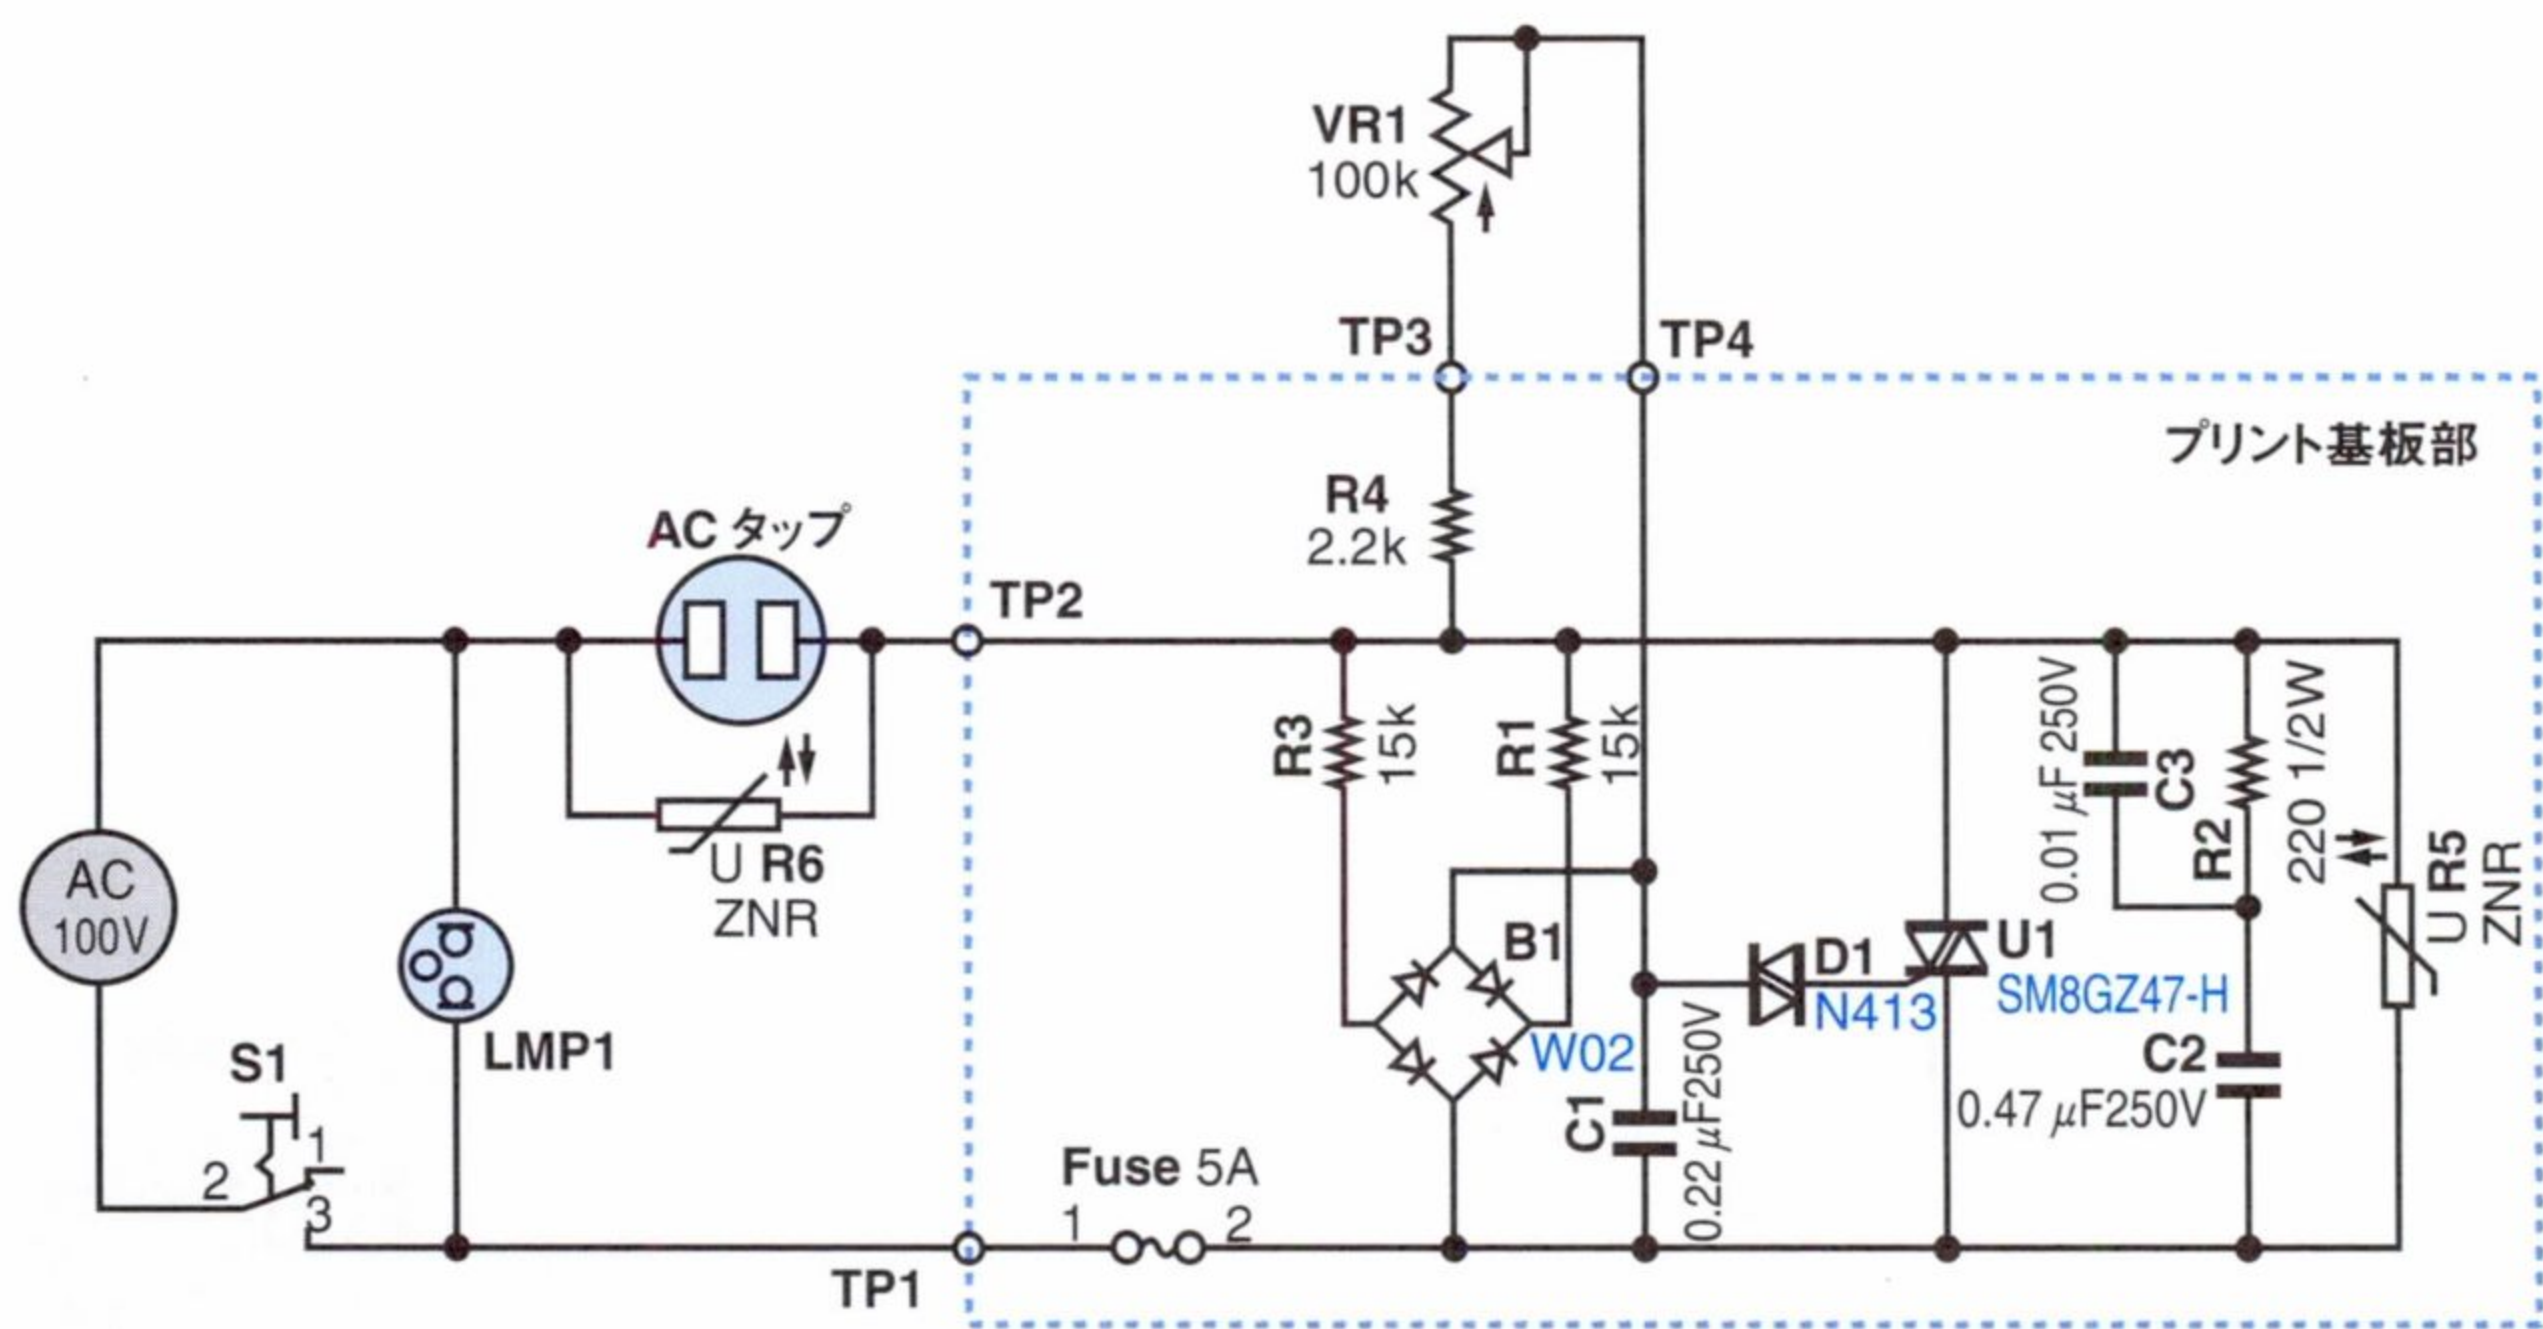 VR1
100k
TP3
TP4
プリント基板部
R4
2.2k
AC タップ
TP2
R3
15k
R1
15k
0.01 μF 250V
C3
R2
220 1/2W
U R5
ZNR
U R6
ZNR
AC
100V
LMP1
S1
1
2
3
B1
W02
D1
N413
U1
SM8GZ47-H
C1
0.22 μF250V
C2
0.47 μF250V
Fuse 5A
1
2
TP1